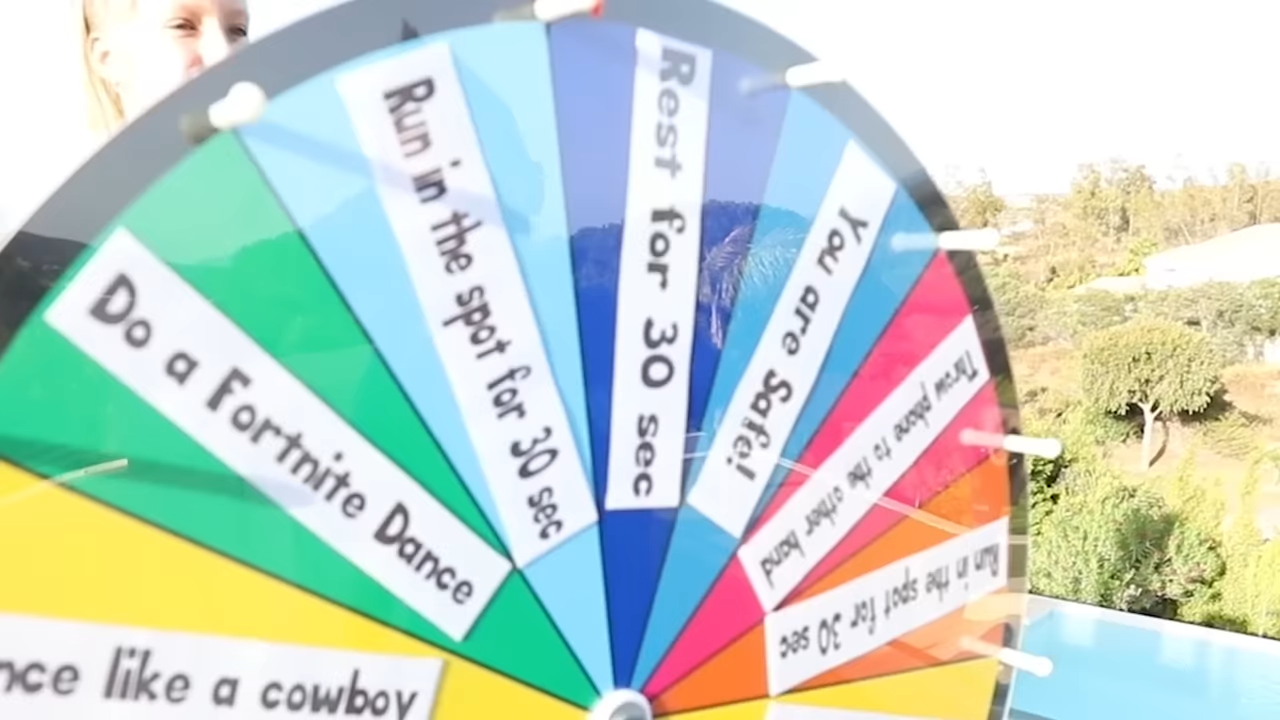 nce like a cowboy
Do a Fortnite Dance
Run in the spot for 30 sec
Rest for 30 sec
You are Safe!
Throw phone to the other hand
Run in the spot for 30 sec